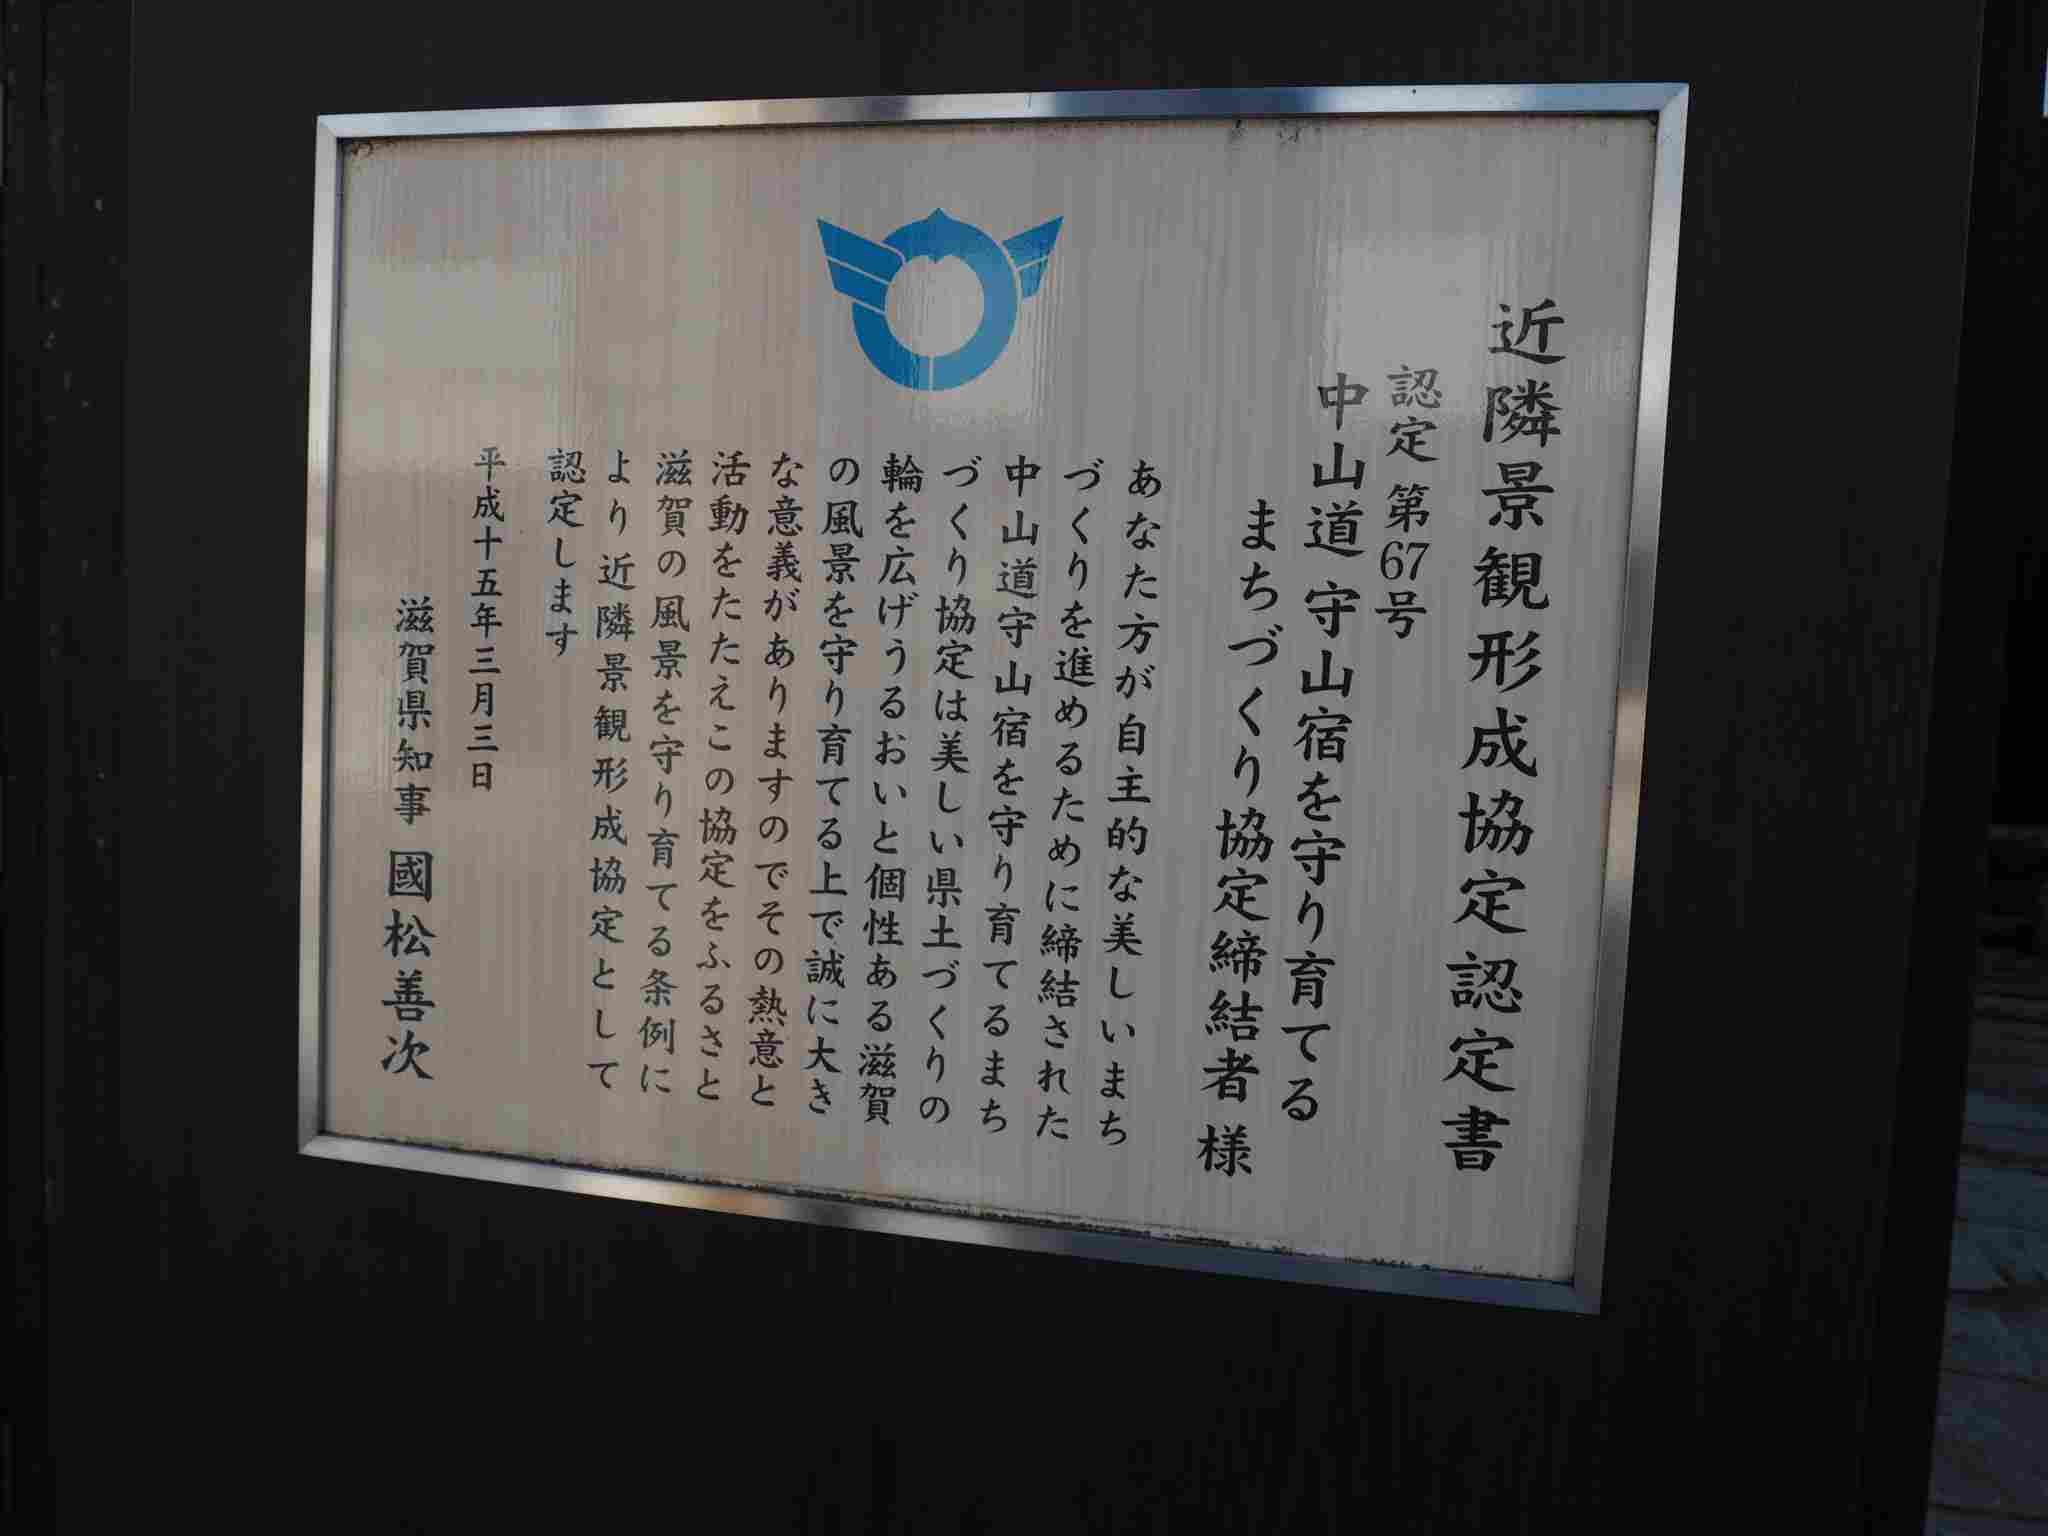 近隣景観形成協定認定書
認定 第67号
中山道 守山宿を守り育てる
まちづくり協定締結者 様
あなた方が自主的な美しいまち
づくりを進めるために締結された
中山道守山宿を守り育てるまち
づくり協定は美しい県土づくりの
輪を広げうるおいと個性ある滋賀
の風景を守り育てる上で誠に大き
な意義がありますのでその熱意と
活動をたたえこの協定をふるさと
滋賀の風景を守り育てる条例に
より近隣景観形成協定として
認定します
平成十五年三月三日
滋賀県知事 國松善次